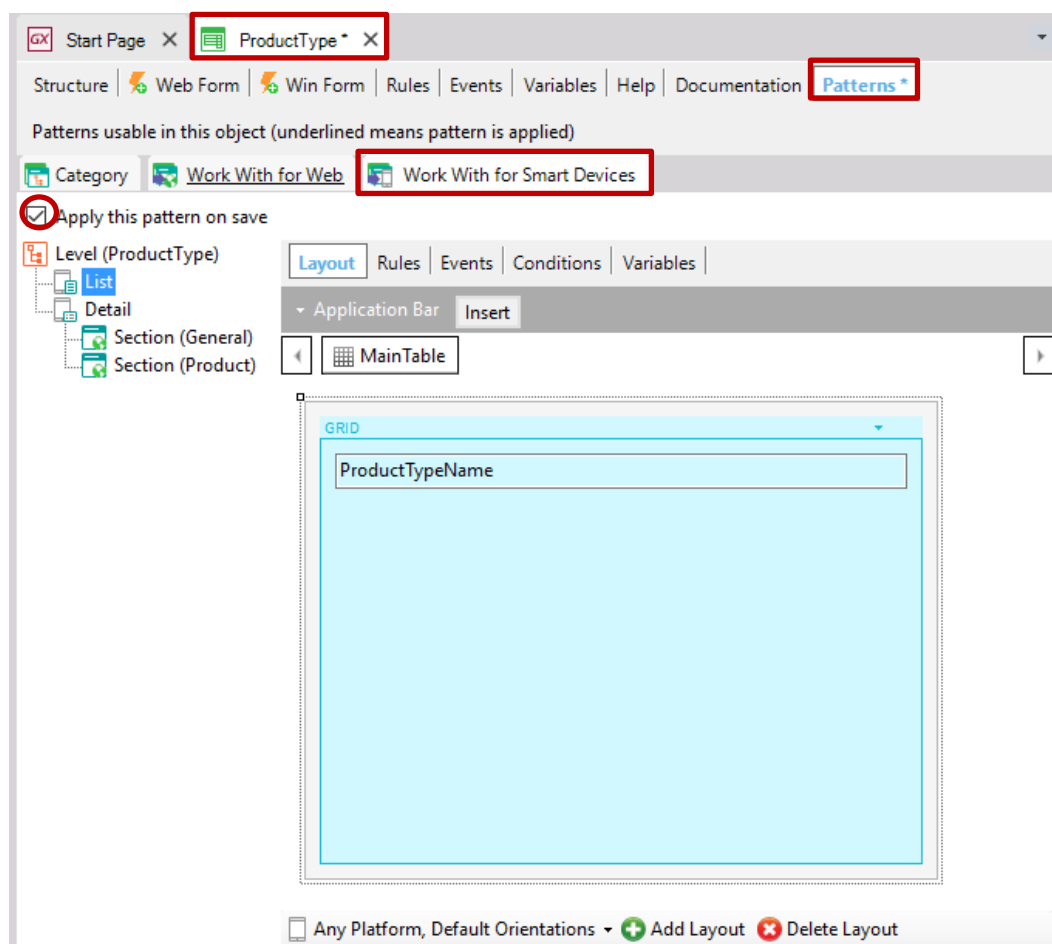 GX Start Page ProductType *
Structure Web Form Win Form Rules Events Variables Help Documentation Patterns *
Patterns usable in this object (underlined means pattern is applied)
Category Work With for Web Work With for Smart Devices
Apply this pattern on save
Level (ProductType)
List
Detail
Section (General)
Section (Product)
Layout Rules Events Conditions Variables
Application Bar Insert
MainTable
GRID
ProductTypeName
Any Platform, Default Orientations Add Layout Delete Layout